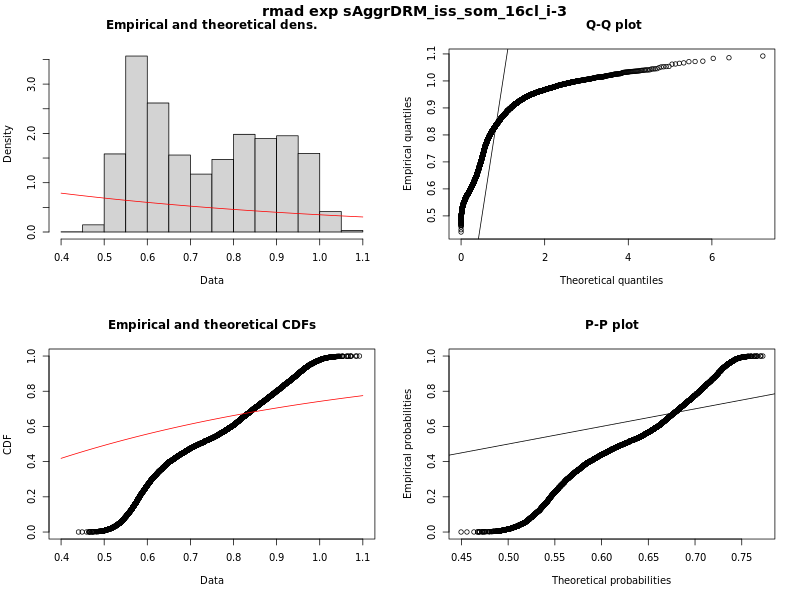 rmad exp sAggrDRM_iss_som_16cl_i-3
Empirical and theoretical dens.
Density
0.0 1.0 2.0 3.0
0.4 0.5 0.6 0.7 0.8 0.9 1.0 1.1
Data
Q-Q plot
Empirical quantiles
0.5 0.6 0.7 0.8 0.9 1.0 1.1
0 2 4 6
Theoretical quantiles
Empirical and theoretical CDFs
CDF
0.0 0.2 0.4 0.6 0.8 1.0
0.4 0.5 0.6 0.7 0.8 0.9 1.0 1.1
Data
P-P plot
Empirical probabilities
0.0 0.2 0.4 0.6 0.8 1.0
0.45 0.50 0.55 0.60 0.65 0.70 0.75
Theoretical probabilities